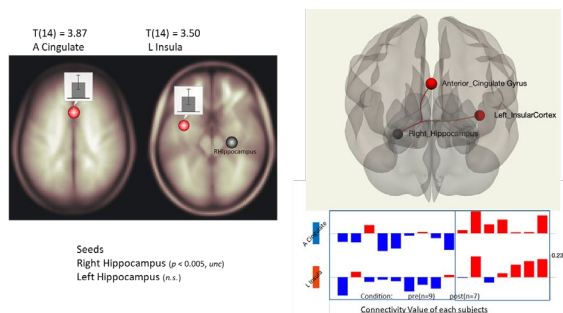 T(14) = 3.87
A Cingulate
T(14) = 3.50
L Insula
RHippocampus
Seeds
Right Hippocampus (p < 0.005, unc)
Left Hippocampus (n.s.)
Anterior_Cingulate Gyrus
Left_InsularCortex
Right_Hippocampus
A Cingulate
L Insula
0.23
Condition: pre(n=9) post(n=7)
Connectivity Value of each subjects